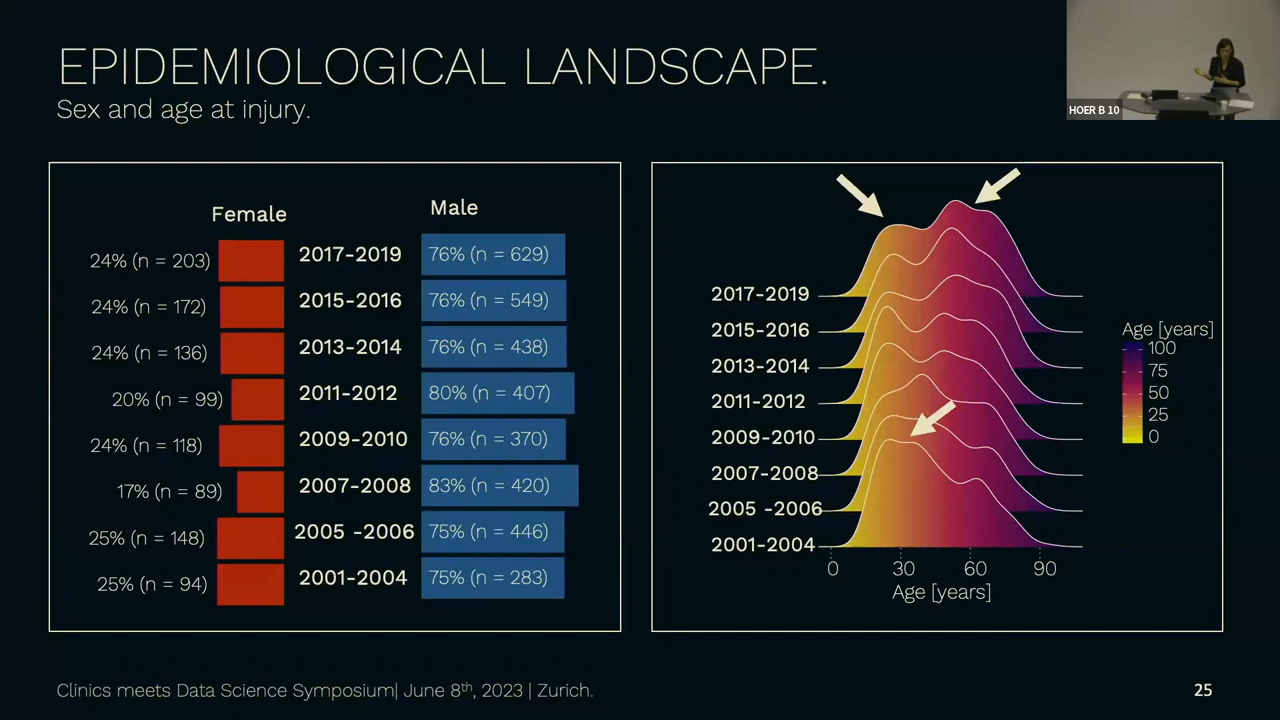 EPIDEMIOLOGICAL LANDSCAPE.
Sex and age at injury.
HOER B 10
Female Male
24% (n = 203) 2017-2019 76% (n = 629)
24% (n = 172) 2015-2016 76% (n = 549)
24% (n = 136) 2013-2014 76% (n = 438)
20% (n = 99) 2011-2012 80% (n = 407)
24% (n = 118) 2009-2010 76% (n = 370)
17% (n = 89) 2007-2008 83% (n = 420)
25% (n = 148) 2005 -2006 75% (n = 446)
25% (n = 94) 2001-2004 75% (n = 283)
2017-2019
2015-2016
2013-2014
2011-2012
2009-2010
2007-2008
2005 -2006
2001-2004
0 30 60 90
Age [years]
Age [years]
100
75
50
25
0
Clinics meets Data Science Symposium| June 8th, 2023 | Zurich.
25